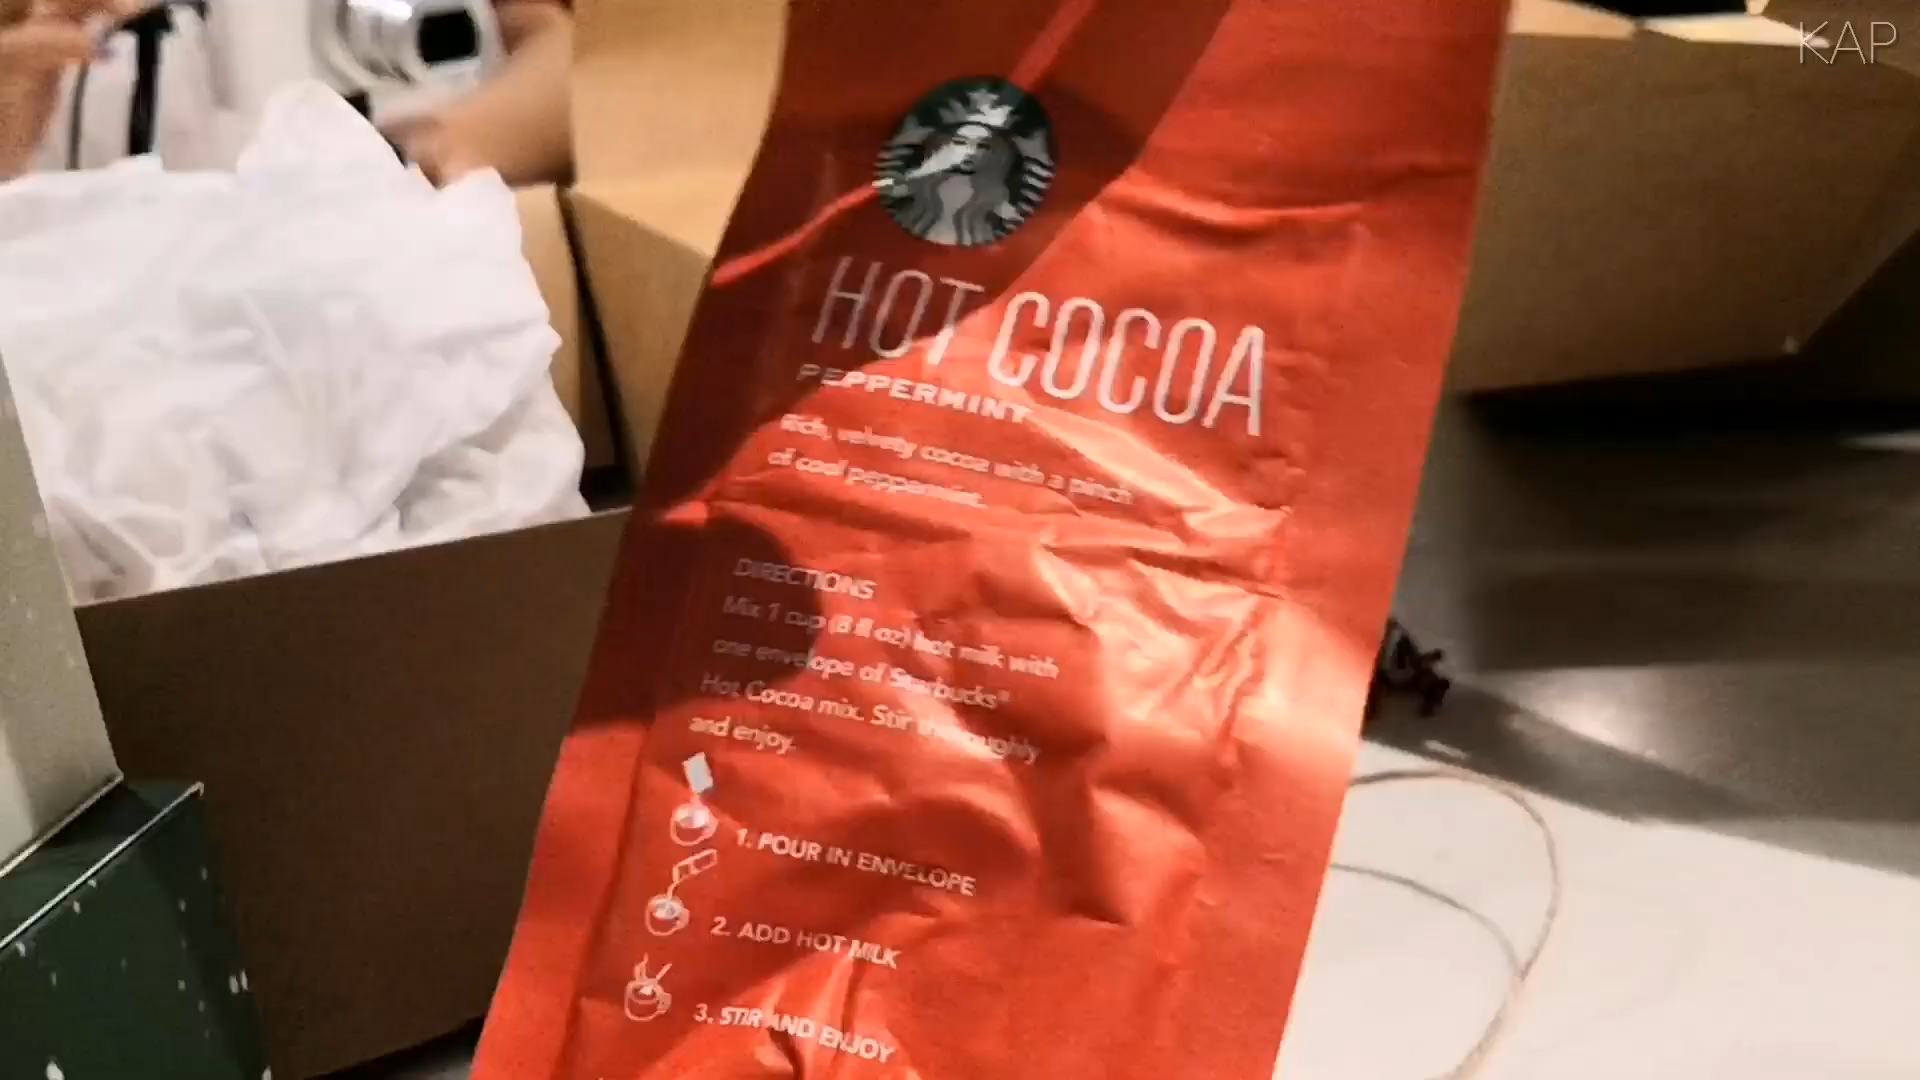 KAP
HOT COCOA
PEPPERMINT
Rich, velvety cocoa with a pinch
of cool peppermint.
DIRECTIONS
Mix 1 cup (8 fl oz) hot milk with
one envelope of Starbucks®
Hot Cocoa mix. Stir thoroughly
and enjoy.
1. POUR IN ENVELOPE
2. ADD HOT MILK
3. STIR AND ENJOY